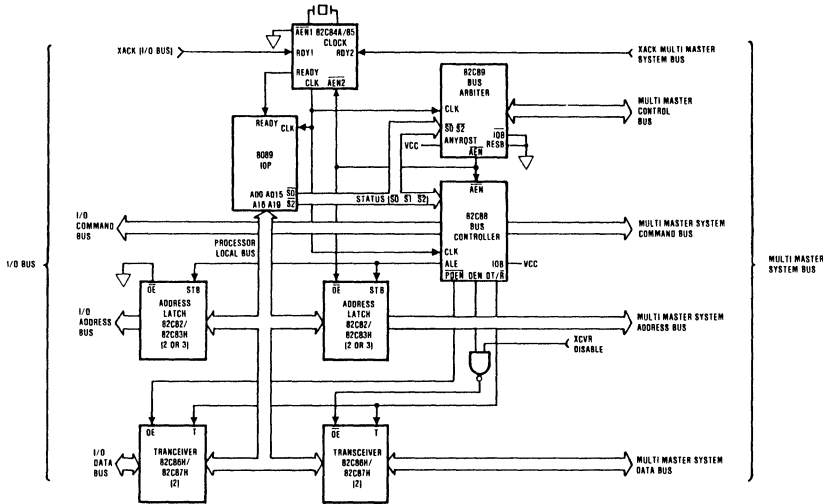 AEN1 82C84A/85
CLOCK
XACK (I/O BUS)
RDY1
RDY2
XACK MULTI MASTER
SYSTEM BUS
READY
CLK AEN2
82C89
BUS
ARBITER
CLK
MULTI MASTER
CONTROL
BUS
READY
CLK
S0 S2
IOB
VCC
ANYRQST
RESB
AEN
8089
IOP
AD0 AD15 S0
A16 A19 S2
STATUS (S0 S1 S2)
AEN
82C88
BUS
CONTROLLER
I/O
COMMAND
BUS
MULTI MASTER SYSTEM
COMMAND BUS
PROCESSOR
LOCAL BUS
CLK
ALE
IOB
VCC
PDEN DEN DT/R
I/O BUS
MULTI MASTER
SYSTEM BUS
OE STB
ADDRESS
LATCH
82C82/
82C83H
(2 OR 3)
OE STB
ADDRESS
LATCH
82C82/
82C83H
(2 OR 3)
I/O
ADDRESS
BUS
MULTI MASTER SYSTEM
ADDRESS BUS
XCVR
DISABLE
OE T
TRANCEIVER
82C86H/
82C87H
(2)
OE T
TRANSCEIVER
82C86H/
82C87H
(2)
I/O
DATA
BUS
MULTI MASTER SYSTEM
DATA BUS